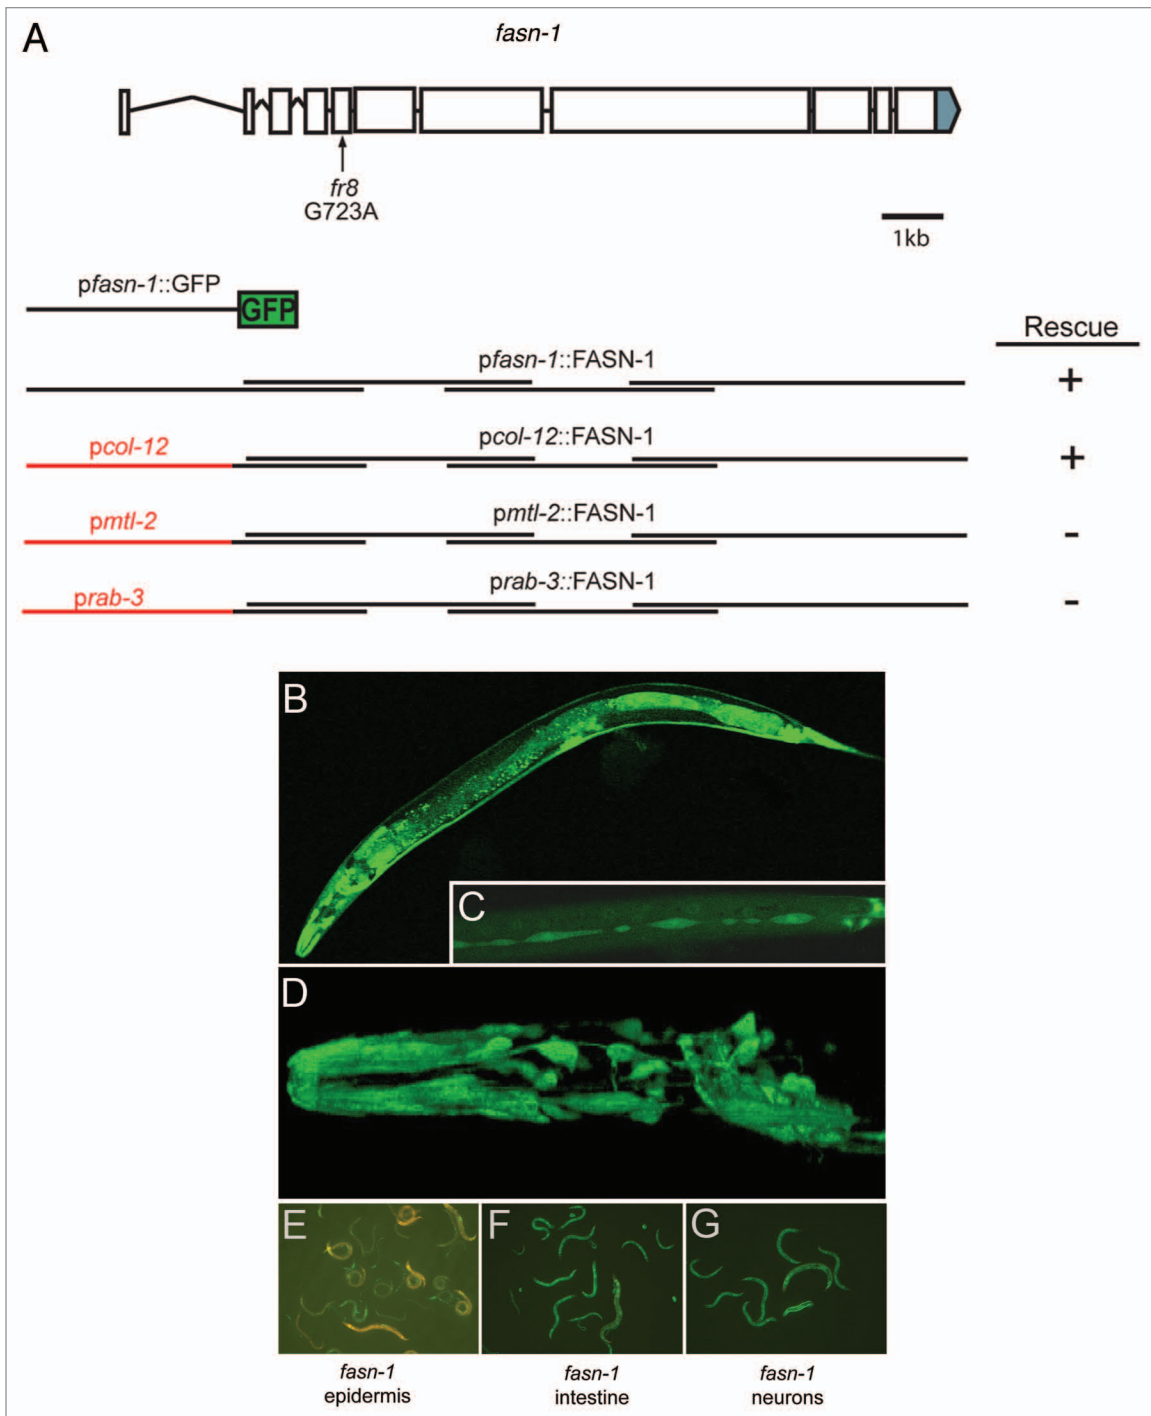 A
fasn-1
fr8
G723A
1kb
pfasn-1::GFP
GFP
Rescue
pfasn-1::FASN-1
+
pcol-12
pcol-12::FASN-1
+
pmtl-2
pmtl-2::FASN-1
-
prab-3
prab-3::FASN-1
-
B
C
D
E
F
G
fasn-1
epidermis
fasn-1
intestine
fasn-1
neurons